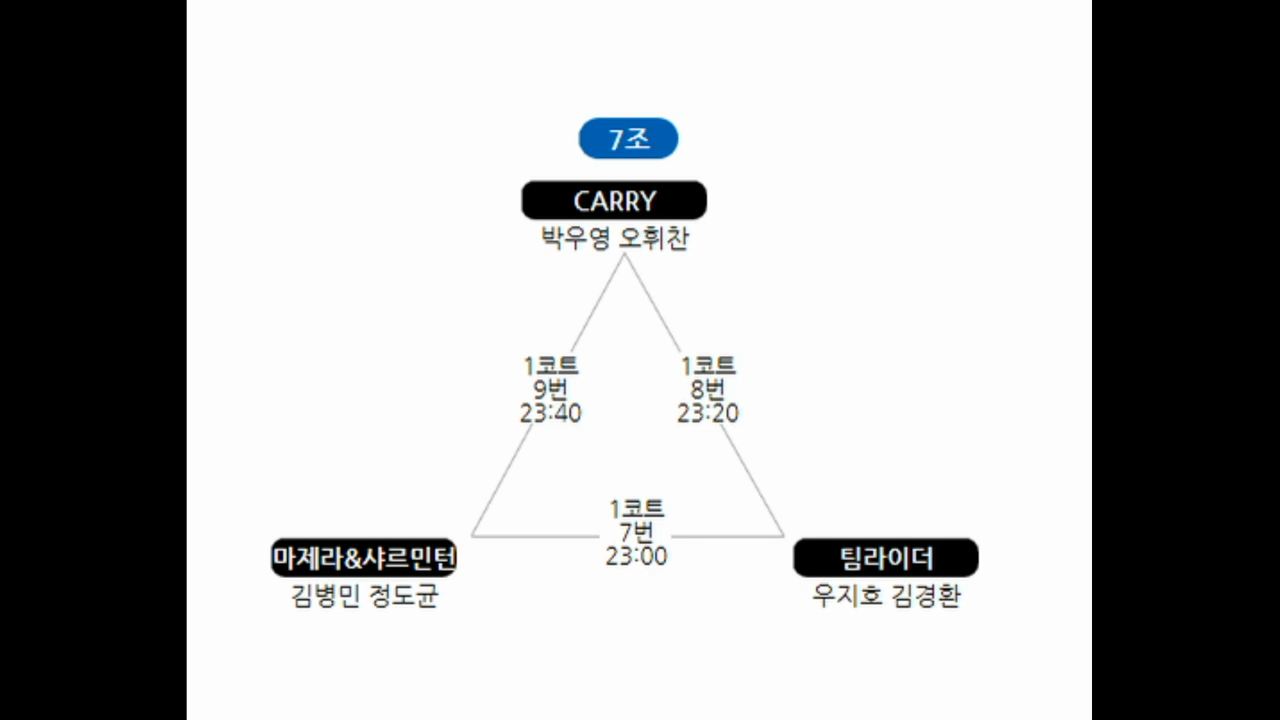 7조
CARRY
박우영 오휘찬
1코트
9번
23:40
1코트
8번
23:20
1코트
7번
23:00
마제라&샤르민턴
김병민 정도균
팀라이더
우지호 김경환